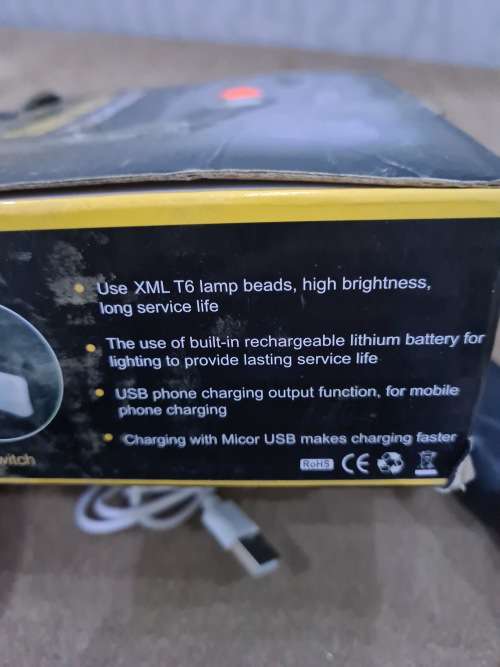 Use XML T6 lamp beads, high brightness,
long service life
The use of built-in rechargeable lithium battery for
lighting to provide lasting service life
USB phone charging output function, for mobile
phone charging
Charging with Micor USB makes charging faster
witch
RoHS CE